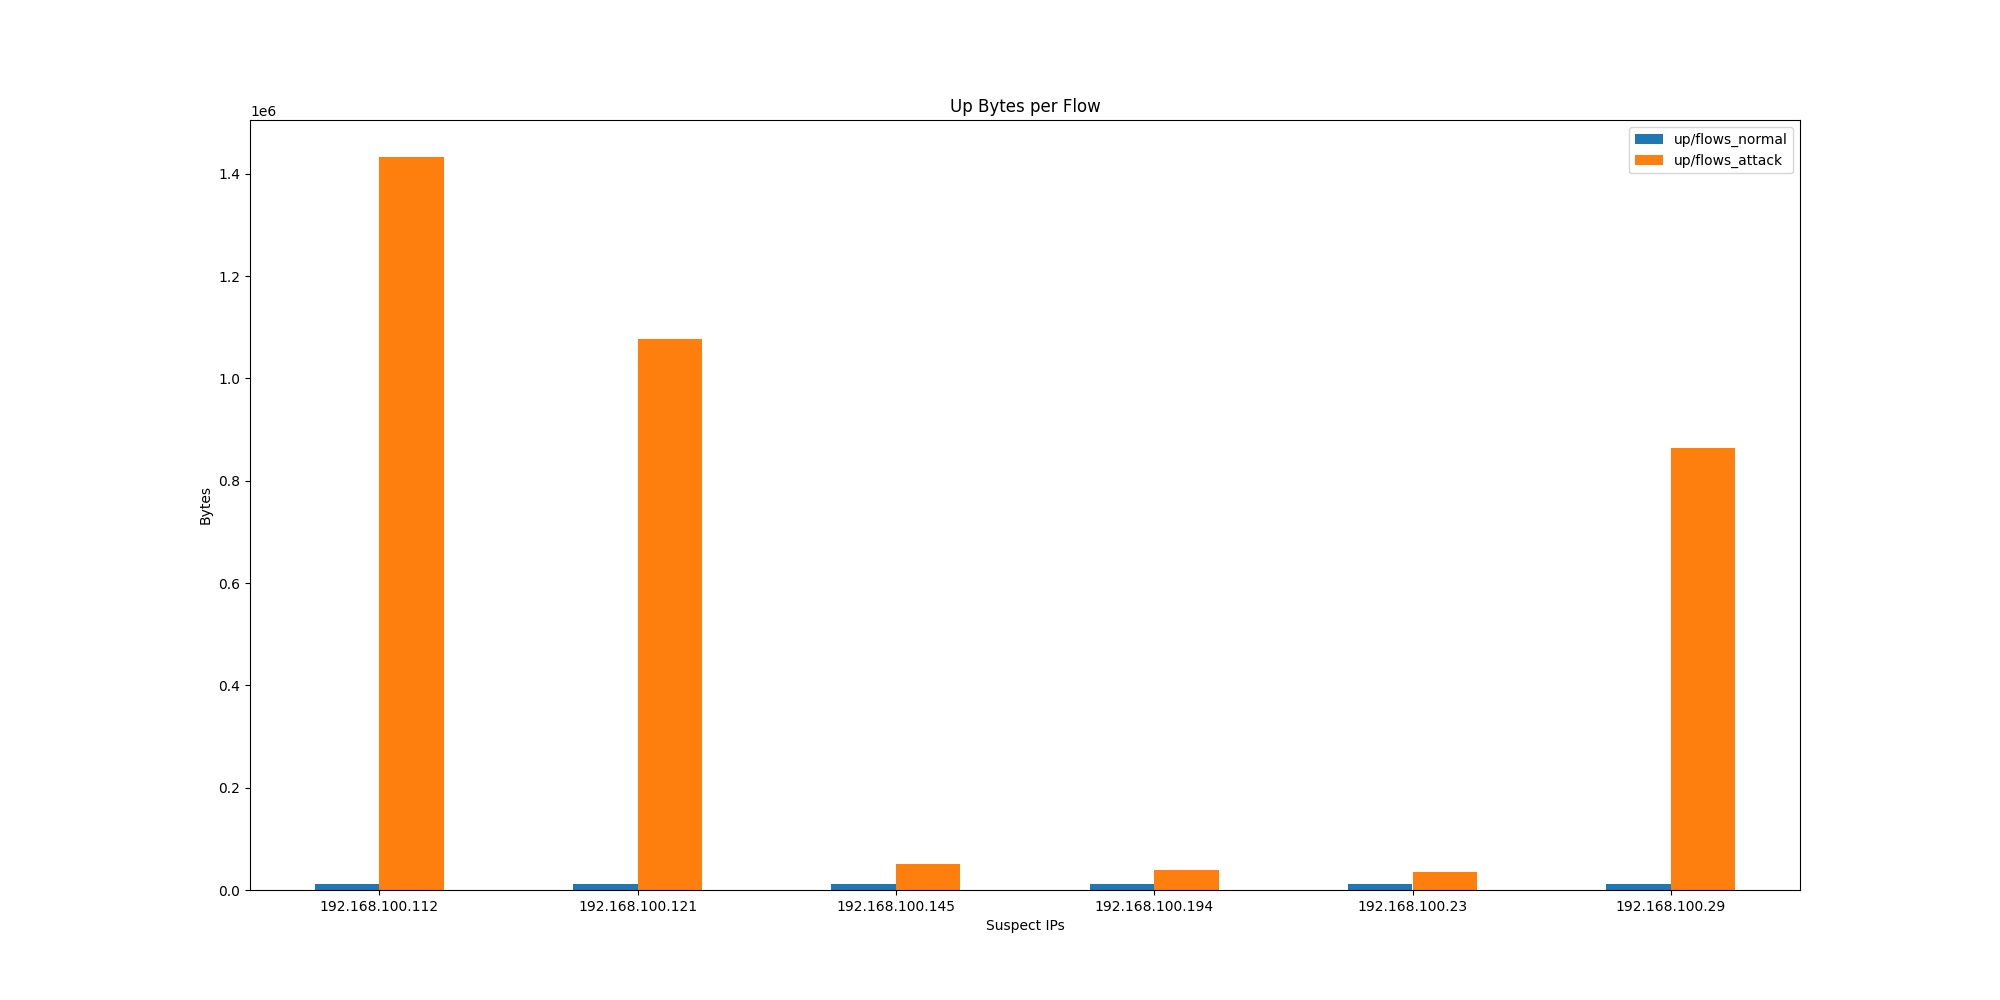 Up Bytes per Flow
1e6
up/flows_normal
up/flows_attack
1.4
1.2
1.0
0.8
0.6
0.4
0.2
0.0
Bytes
192.168.100.112 192.168.100.121 192.168.100.145 192.168.100.194 192.168.100.23 192.168.100.29
Suspect IPs